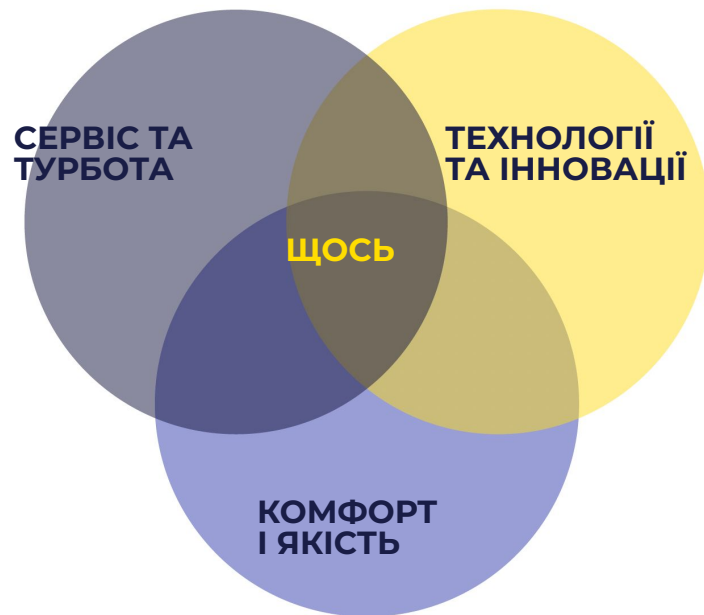 СЕРВІС ТА
ТУРБОТА
ТЕХНОЛОГІЇ
ТА ІННОВАЦІЇ
ЩОСЬ
КОМФОРТ
І ЯКІСТЬ